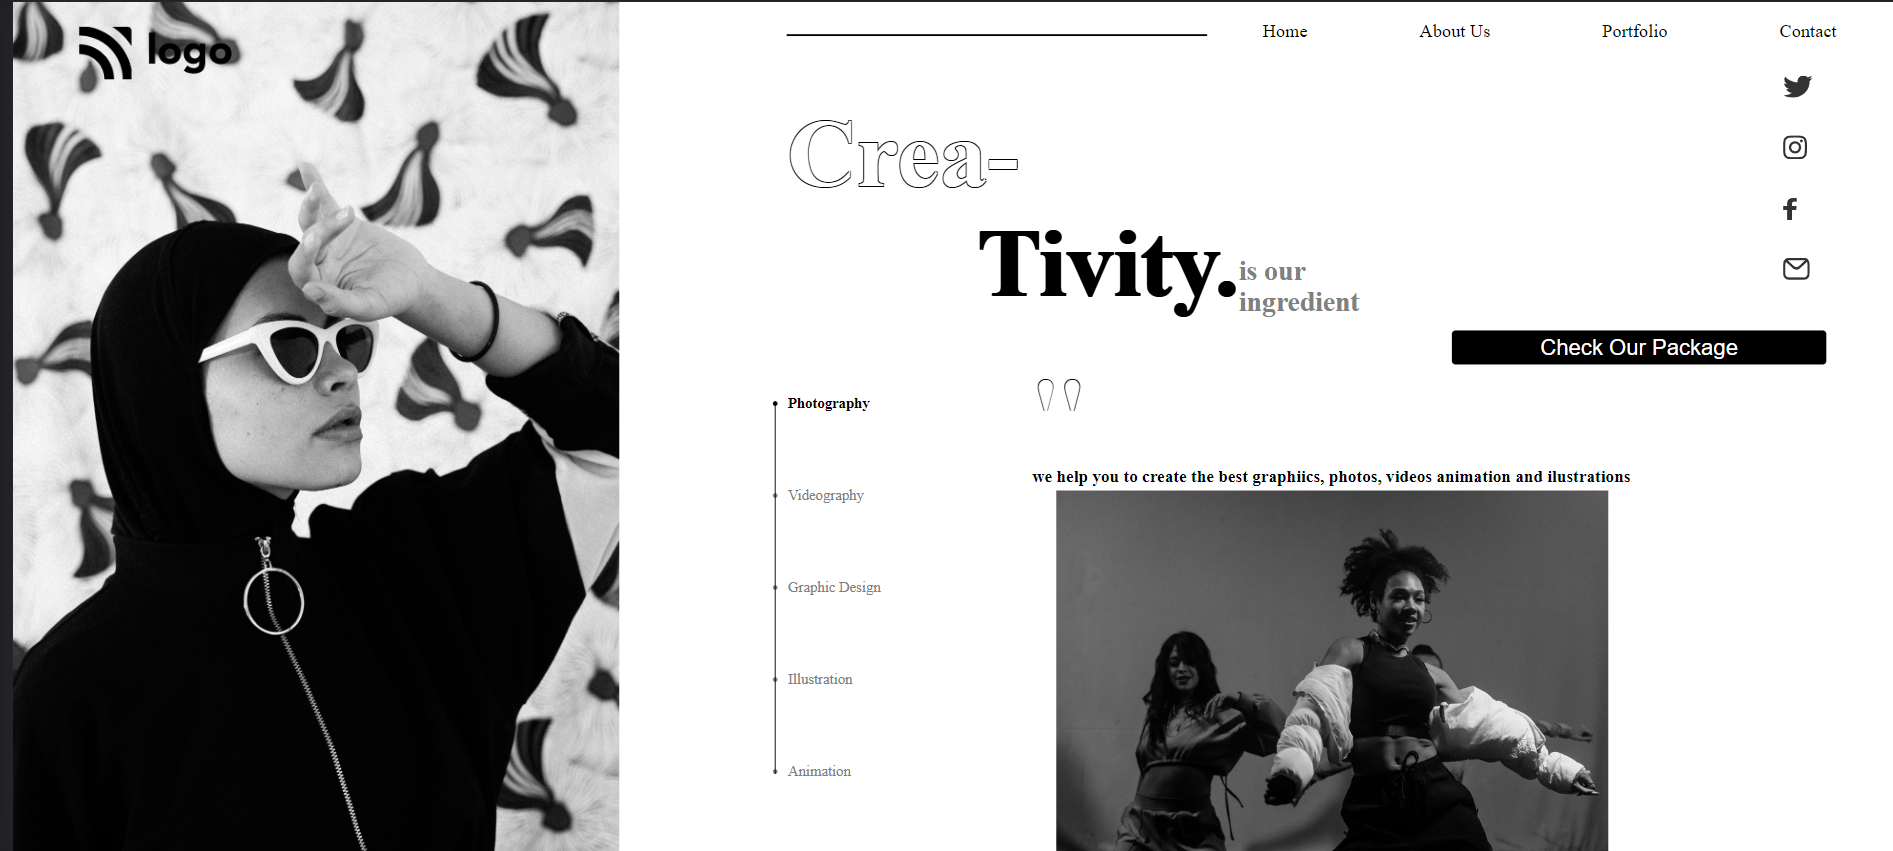 logo
Home About Us Portfolio Contact
Crea-
Tivity.
is our
ingredient
Check Our Package
"
Photography
Videography
Graphic Design
Illustration
Animation
we help you to create the best graphiics, photos, videos animation and ilustrations